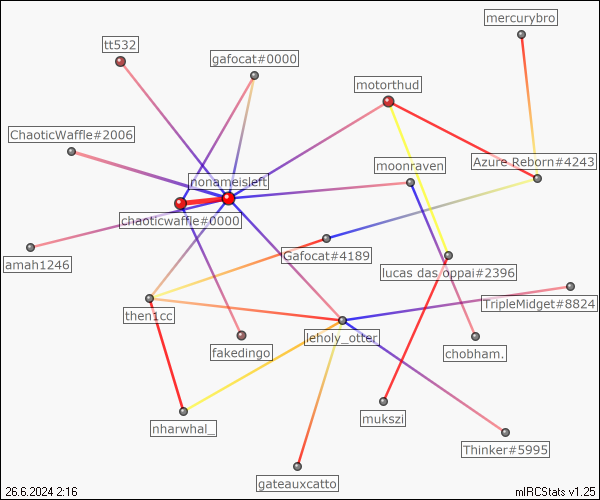 mercurybro
tt532
gafocat#0000
motorthud
ChaoticWaffle#2006
moonraven
Azure Reborn#4243
nonameisleft
chaoticwaffle#0000
Gafocat#4189
amah1246
lucas das oppai#2396
TripleMidget#8824
then1cc
leholy_otter
fakedingo
chobham.
mukszi
nharwhal_
Thinker#5995
gateauxcatto
26.6.2024 2:16
mIRCStats v1.25